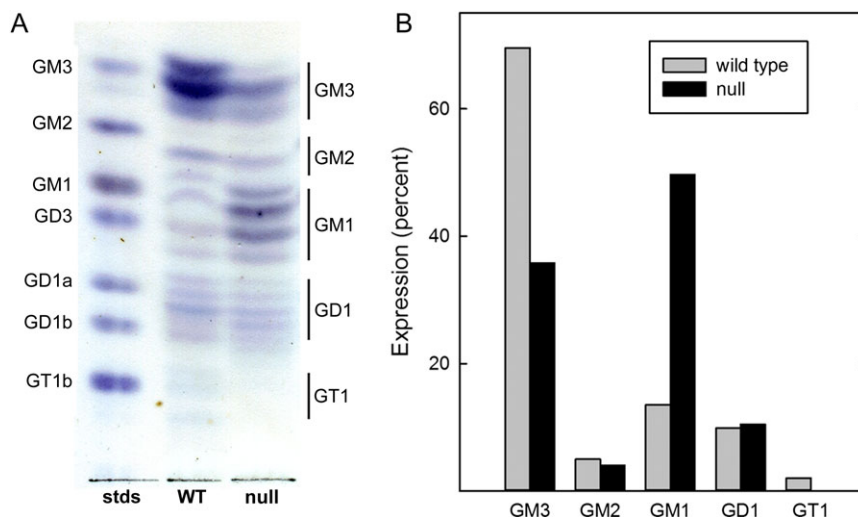 A
GM3
GM2
GM1
GD3
GD1a
GD1b
GT1b
GM3
GM2
GM1
GD1
GT1
stds WT null
B
wild type
null
Expression (percent)
60
40
20
GM3 GM2 GM1 GD1 GT1